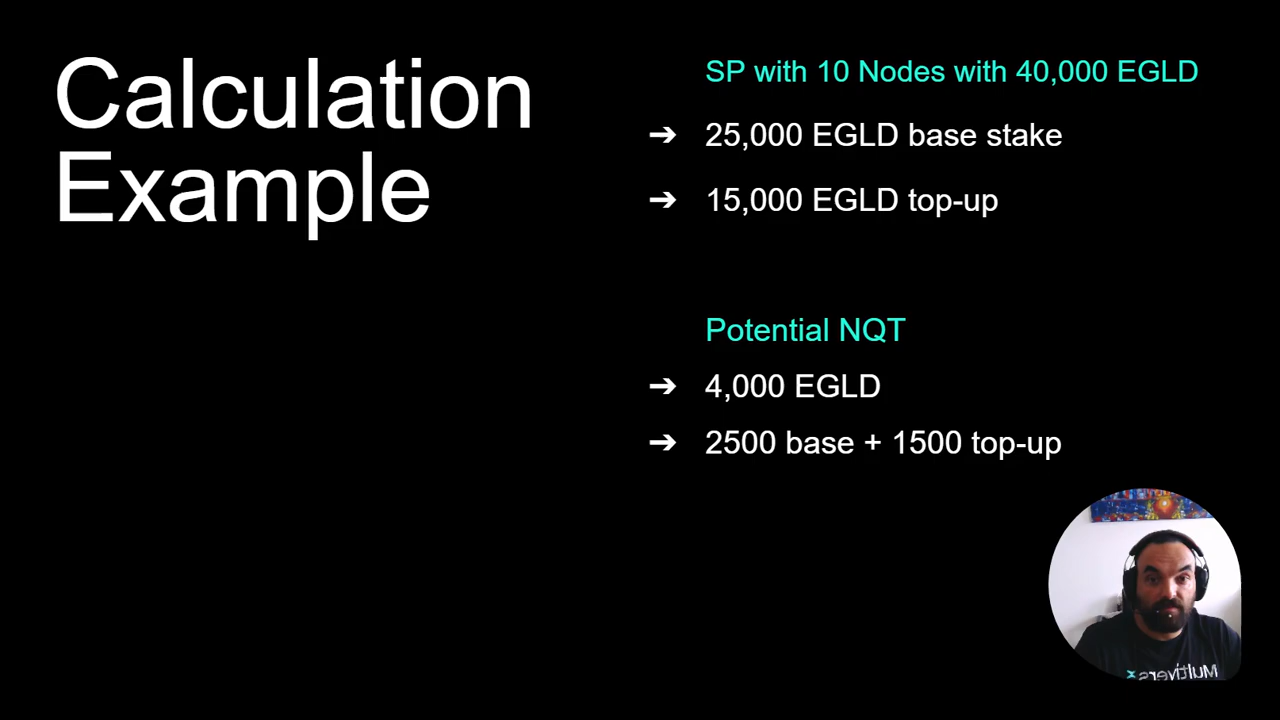 Calculation
Example
SP with 10 Nodes with 40,000 EGLD
➔ 25,000 EGLD base stake
➔ 15,000 EGLD top-up
Potential NQT
➔ 4,000 EGLD
➔ 2500 base + 1500 top-up
Multivers